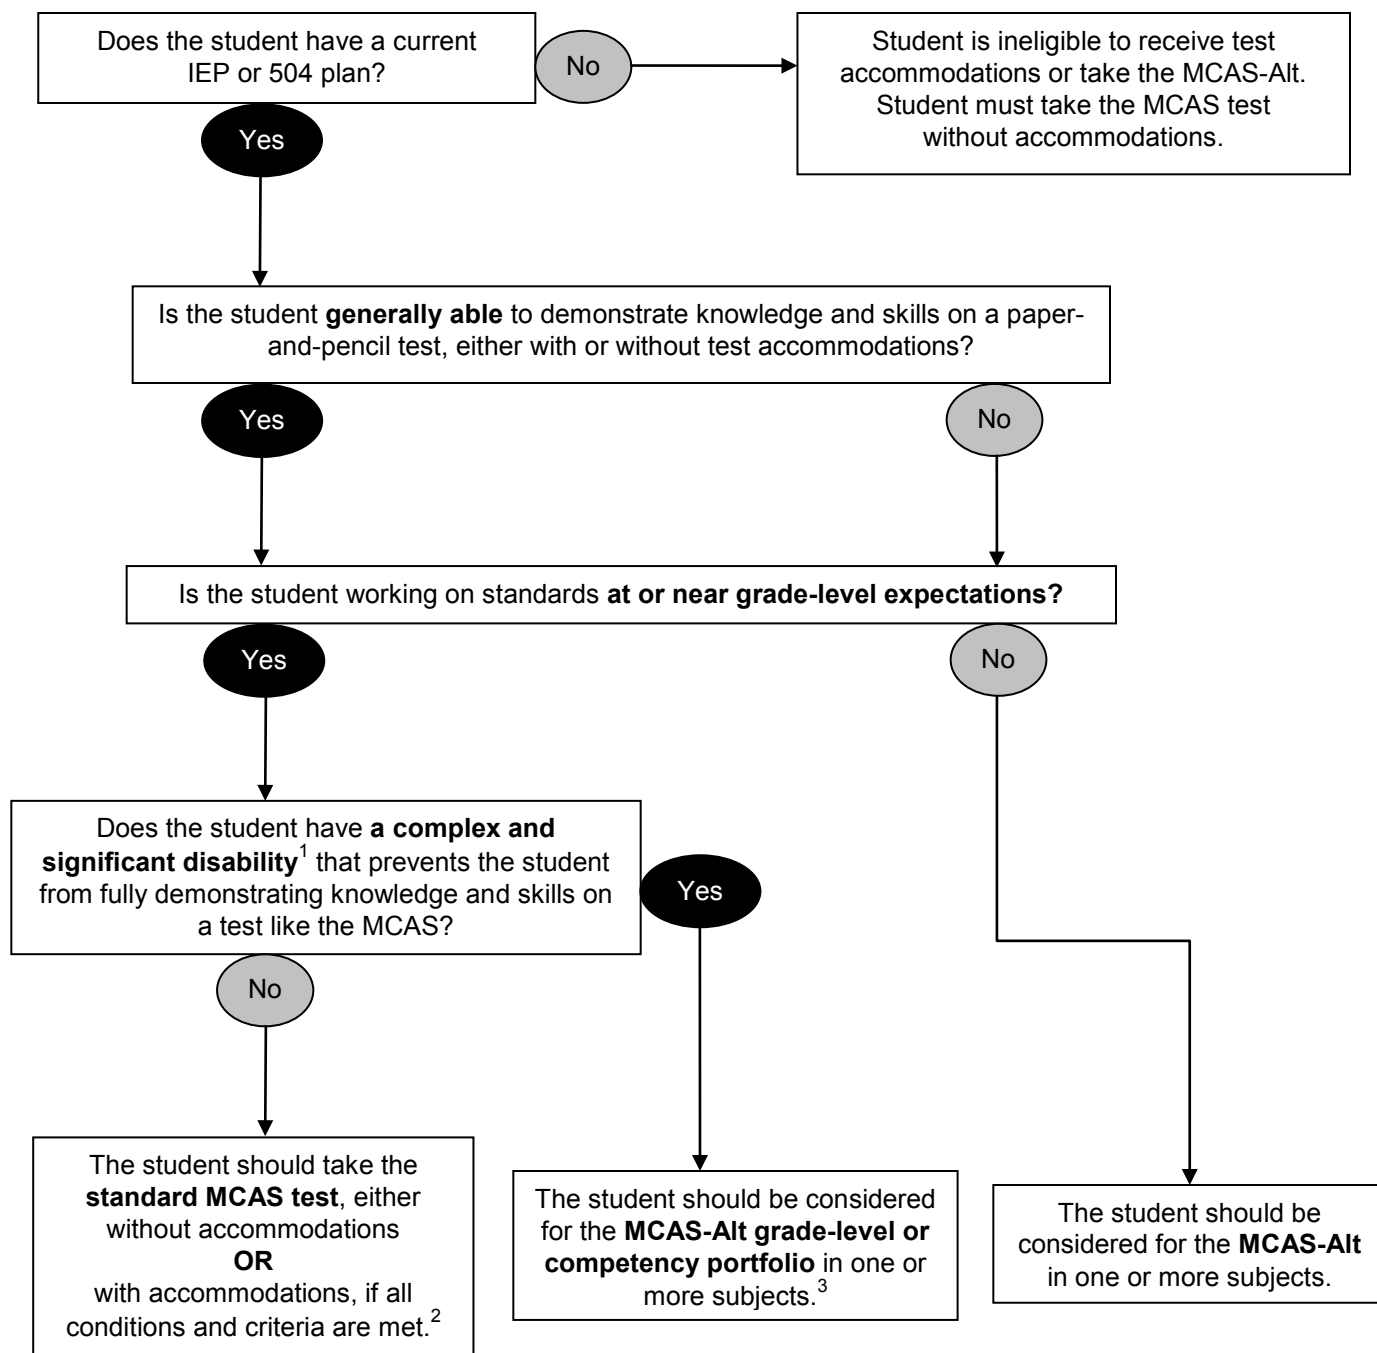 Does the student have a current
IEP or 504 plan?
No
Student is ineligible to receive test
accommodations or take the MCAS-Alt.
Student must take the MCAS test
without accommodations.
Yes
Is the student generally able to demonstrate knowledge and skills on a paper-
and-pencil test, either with or without test accommodations?
Yes
No
Is the student working on standards at or near grade-level expectations?
Yes
No
Does the student have a complex and
significant disability1 that prevents the student
from fully demonstrating knowledge and skills on
a test like the MCAS?
Yes
No
The student should take the
standard MCAS test, either
without accommodations
OR
with accommodations, if all
conditions and criteria are met.2
The student should be considered
for the MCAS-Alt grade-level or
competency portfolio in one or
more subjects.3
The student should be
considered for the MCAS-Alt
in one or more subjects.